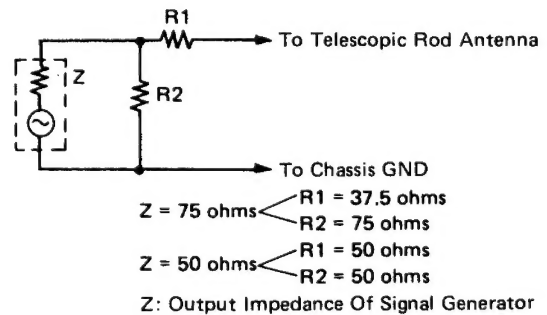 R1
To Telescopic Rod Antenna
Z
R2
To Chassis GND
Z = 75 ohms
R1 = 37.5 ohms
R2 = 75 ohms
Z = 50 ohms
R1 = 50 ohms
R2 = 50 ohms
Z: Output Impedance Of Signal Generator